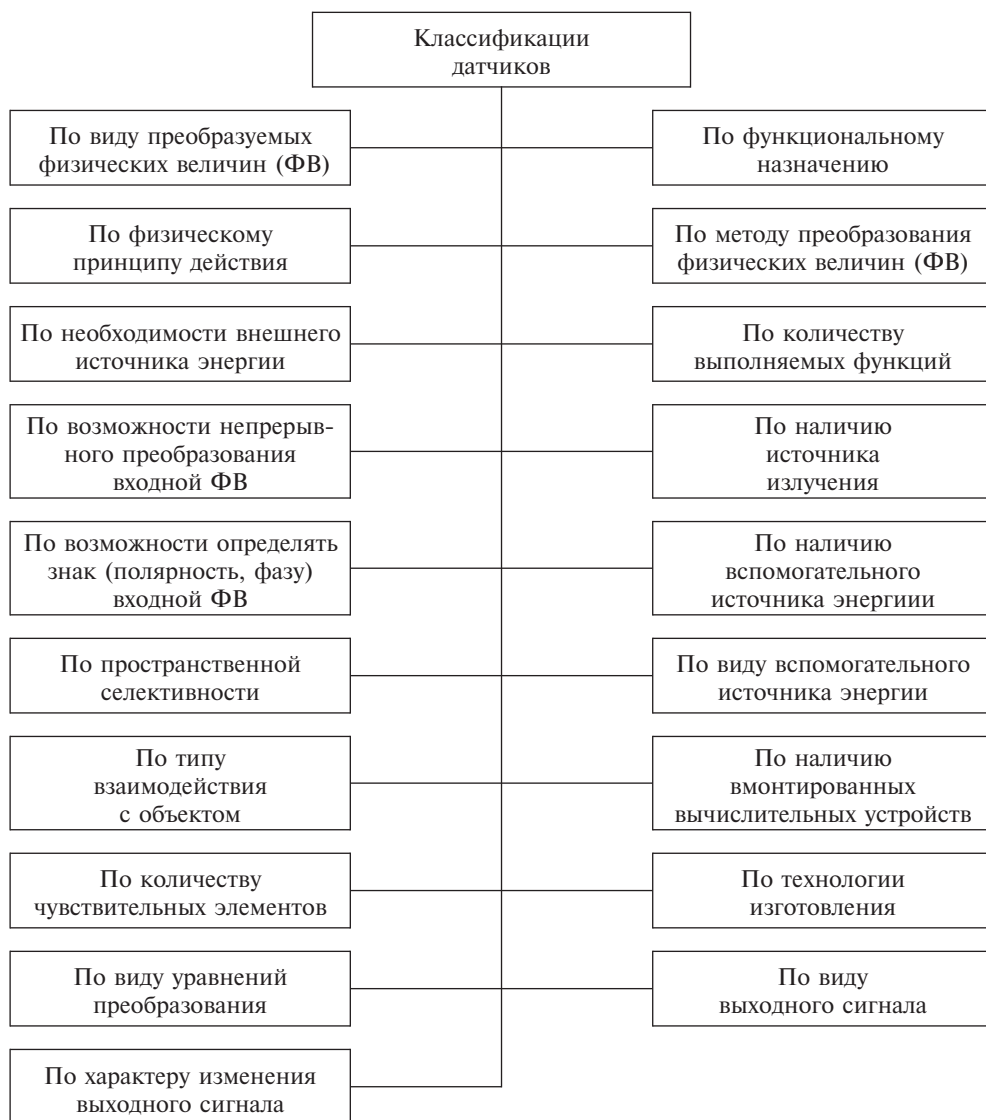 Классификации
датчиков
По виду преобразуемых
физических величин (ФВ)
По функциональному
назначению
По физическому
принципу действия
По методу преобразования
физических величин (ФВ)
По необходимости внешнего
источника энергии
По количеству
выполняемых функций
По возможности непрерыв-
ного преобразования
входной ФВ
По наличию
источника
излучения
По возможности определять
знак (полярность, фазу)
входной ФВ
По наличию
вспомогательного
источника энергиии
По пространственной
селективности
По виду вспомогательного
источника энергии
По типу
взаимодействия
с объектом
По наличию
вмонтированных
вычислительных устройств
По количеству
чувствительных элементов
По технологии
изготовления
По виду уравнений
преобразования
По виду
выходного сигнала
По характеру изменения
выходного сигнала